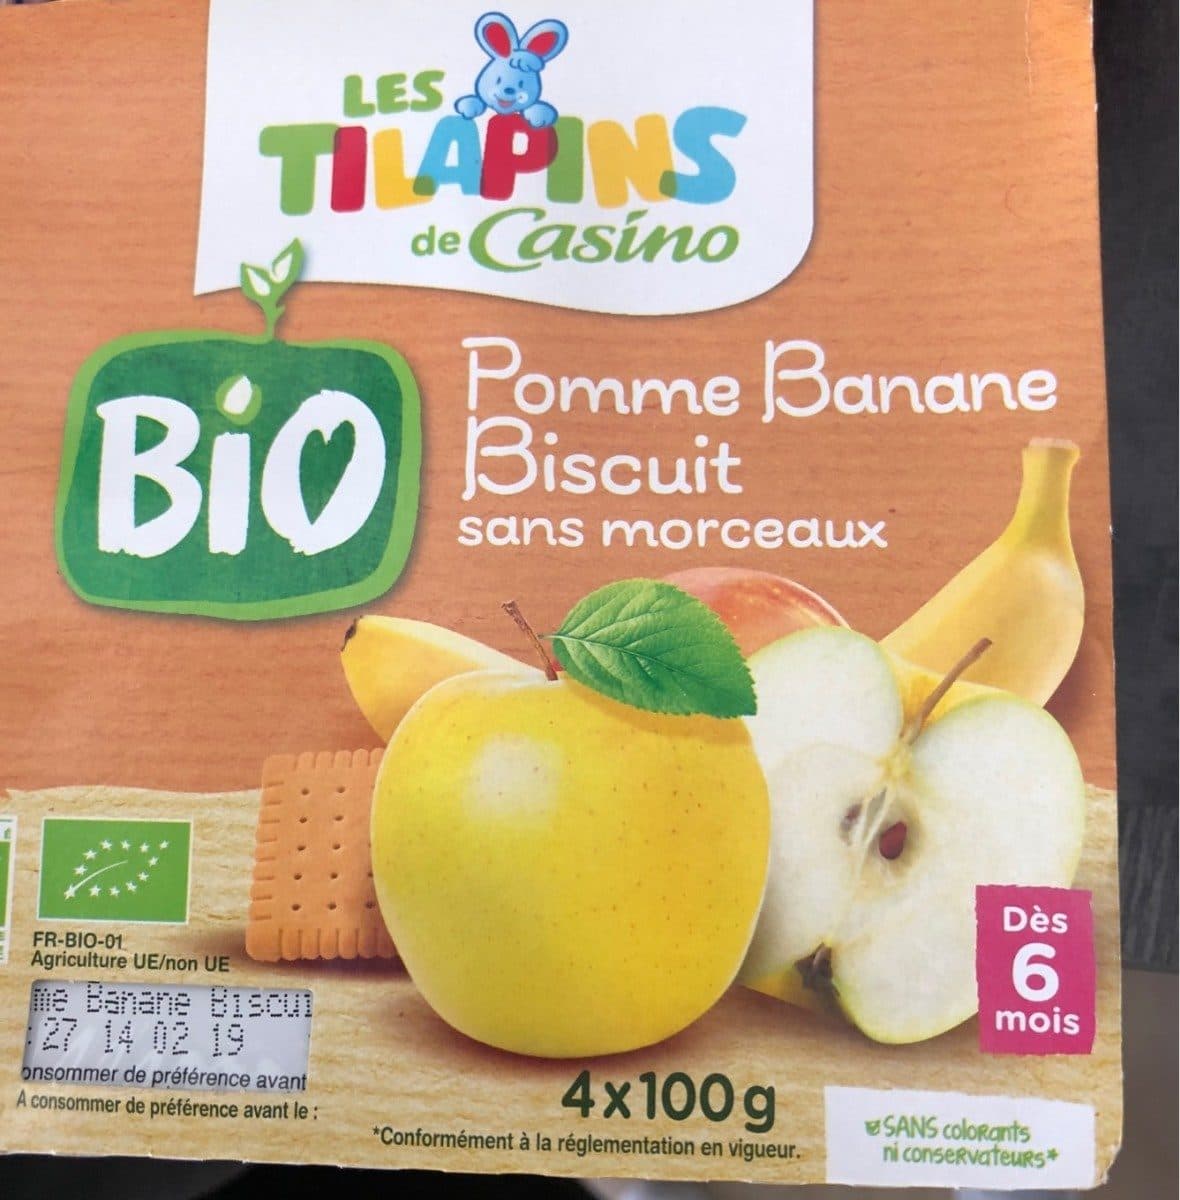 LES
TILAPINS
de Casino
BIO
Pomme Banane
Biscuit
sans morceaux
Dès
6
mois
FR-BIO-01
Agriculture UE/non UE
Banane Biscui
27 14 02 19
de préférence avant
A consommer de préférence avant le :
4x100g
*Conformément à la réglementation en vigueur.
SANS coloRants
ni conseRvateuRs*